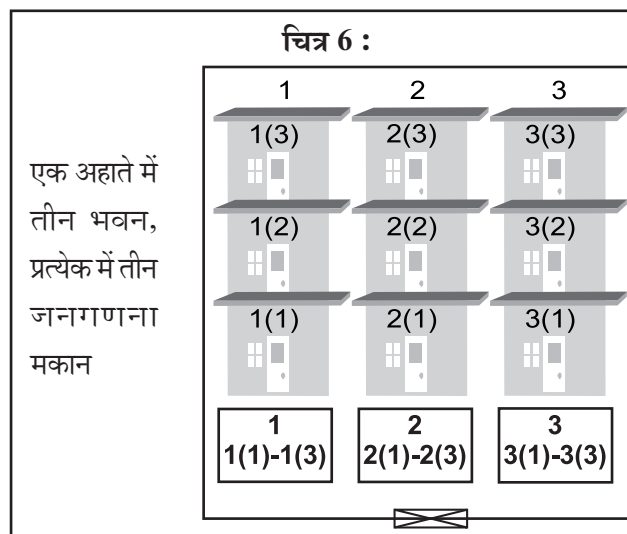 चित्र 6 :
एक अहाते में
तीन भवन,
प्रत्येक में तीन
जनगणना
मकान
1 2 3
1(3) 2(3) 3(3)
1(2) 2(2) 3(2)
1(1) 2(1) 3(1)
1 2 3
1(1)-1(3) 2(1)-2(3) 3(1)-3(3)